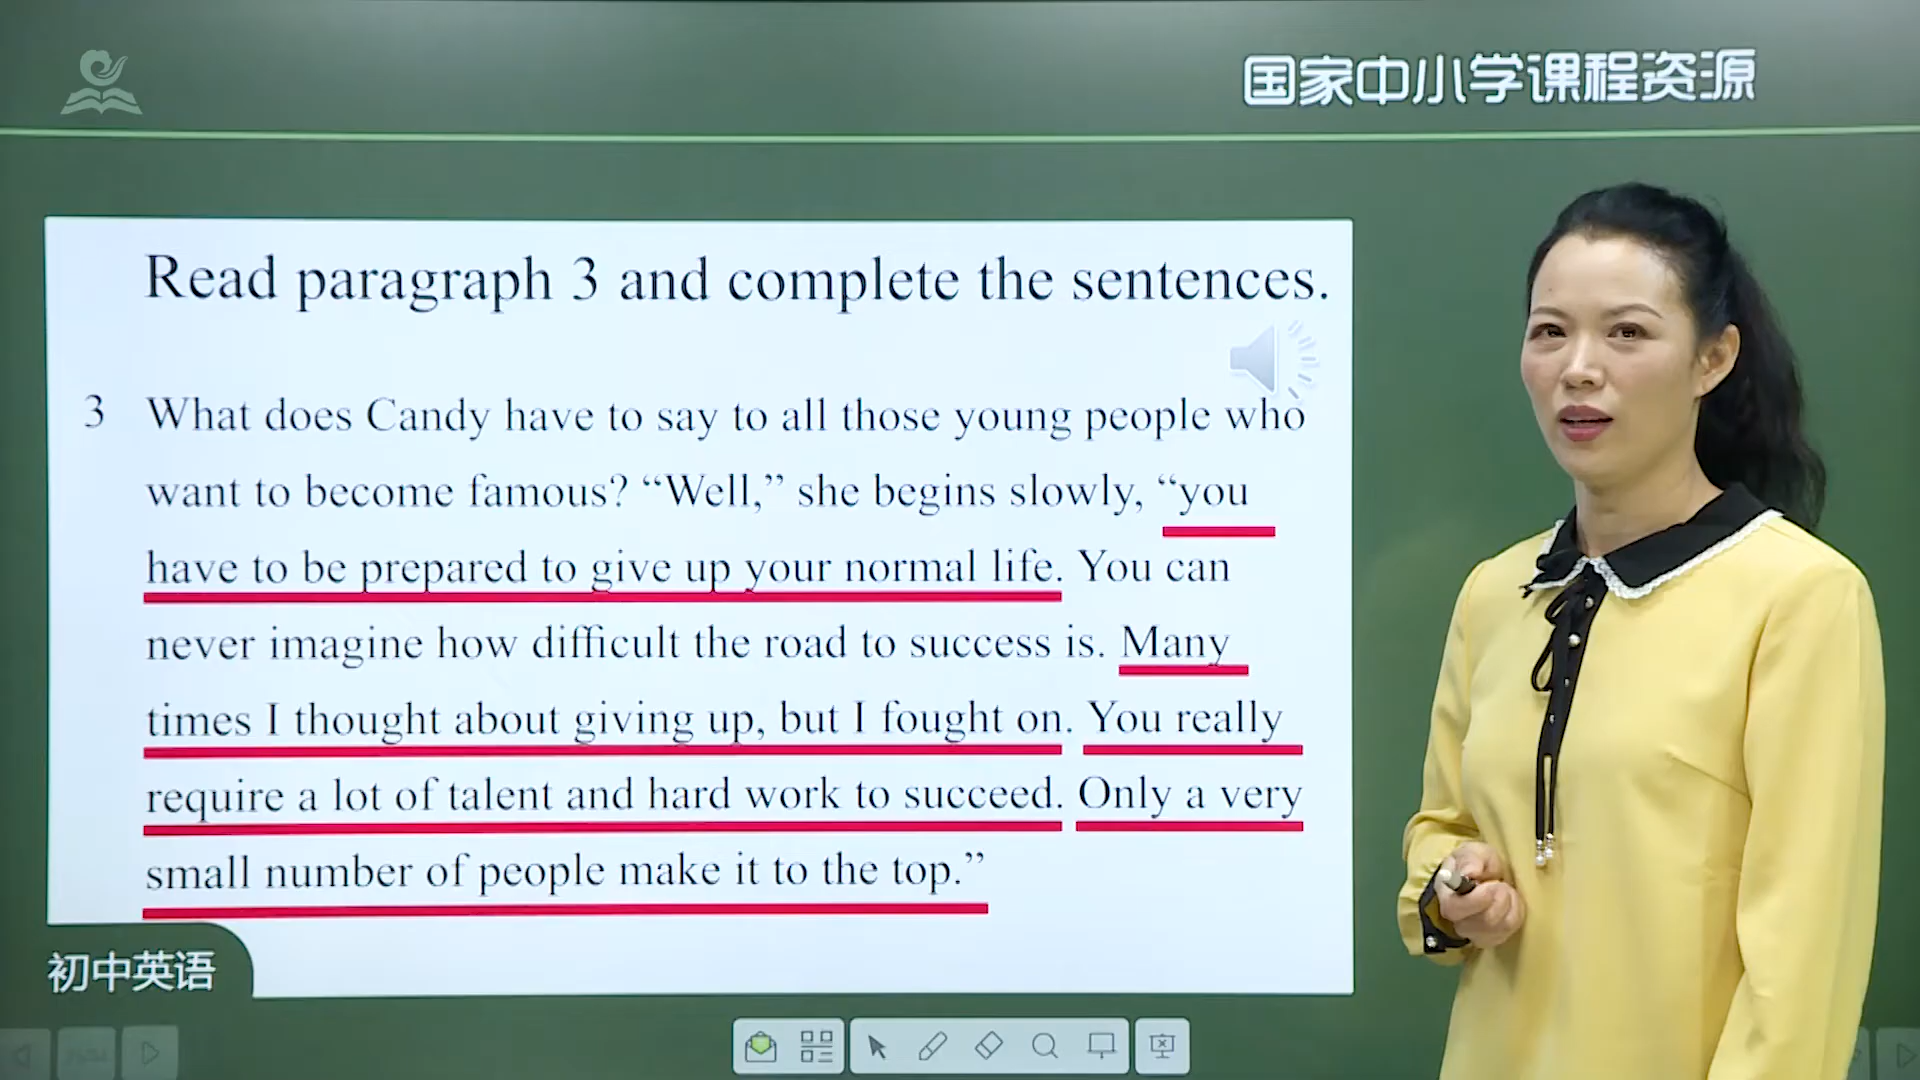 国家中小学课程资源
Read paragraph 3 and complete the sentences.
3 What does Candy have to say to all those young people who
want to become famous? “Well,” she begins slowly, “you
have to be prepared to give up your normal life. You can
never imagine how difficult the road to success is. Many
times I thought about giving up, but I fought on. You really
require a lot of talent and hard work to succeed. Only a very
small number of people make it to the top.”
初中英语